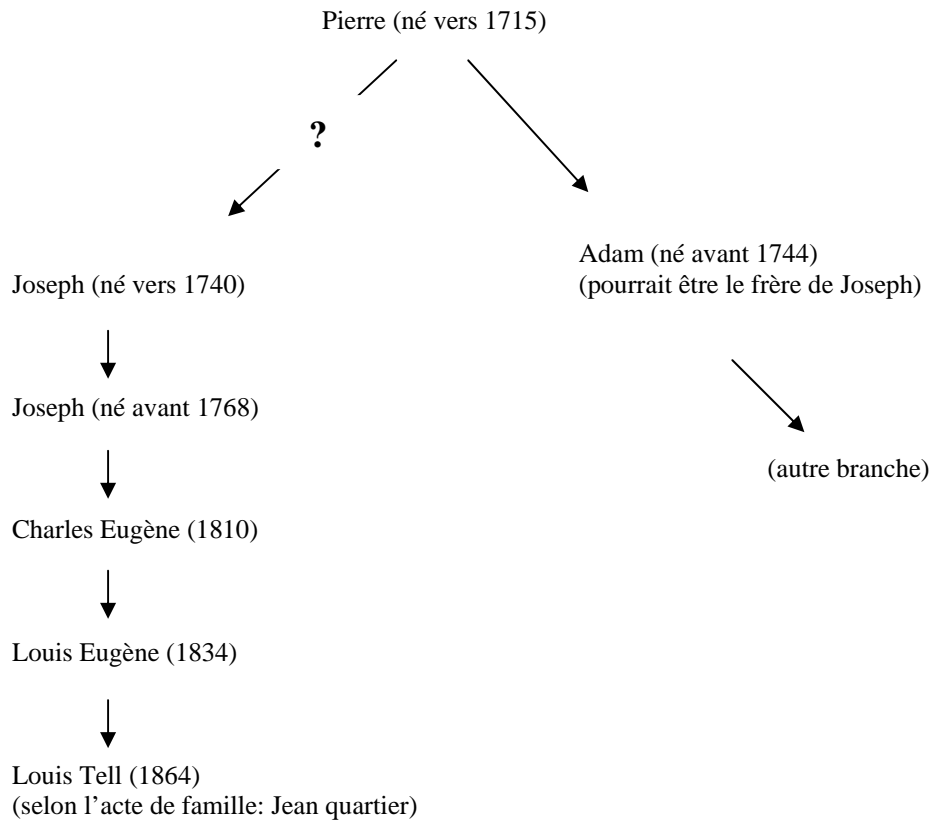 Pierre (né vers 1715)
?
Adam (né avant 1744)
(pourrait être le frère de Joseph)
Joseph (né vers 1740)
Joseph (né avant 1768)
(autre branche)
Charles Eugène (1810)
Louis Eugène (1834)
Louis Tell (1864)
(selon l’acte de famille: Jean quartier)